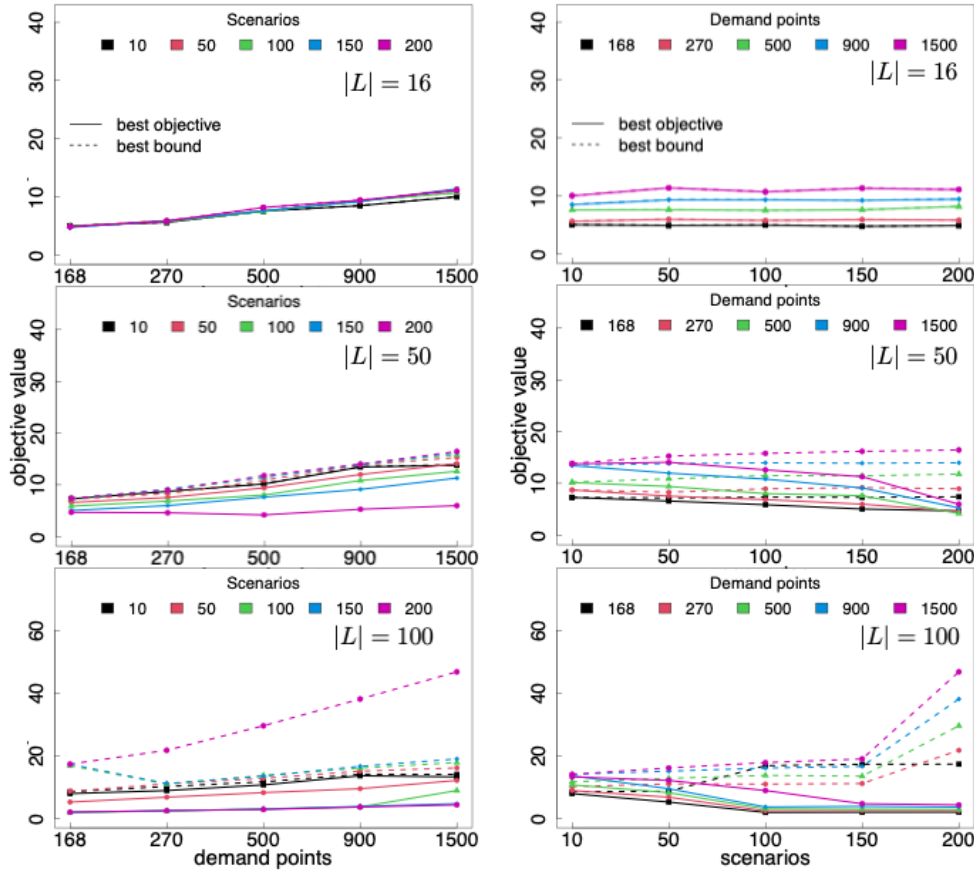 Scenarios
10 50 100 150 200
|L| = 16
best objective
best bound
0 10 20 30 40
168 270 500 900 1500
Demand points
168 270 500 900 1500
|L| = 16
best objective
best bound
0 10 20 30 40
10 50 100 150 200
Scenarios
10 50 100 150 200
|L| = 50
objective value
0 10 20 30 40
168 270 500 900 1500
Demand points
168 270 500 900 1500
|L| = 50
objective value
0 10 20 30 40
10 50 100 150 200
Scenarios
10 50 100 150 200
|L| = 100
0 20 40 60
168 270 500 900 1500
demand points
Demand points
168 270 500 900 1500
|L| = 100
0 20 40 60
10 50 100 150 200
scenarios